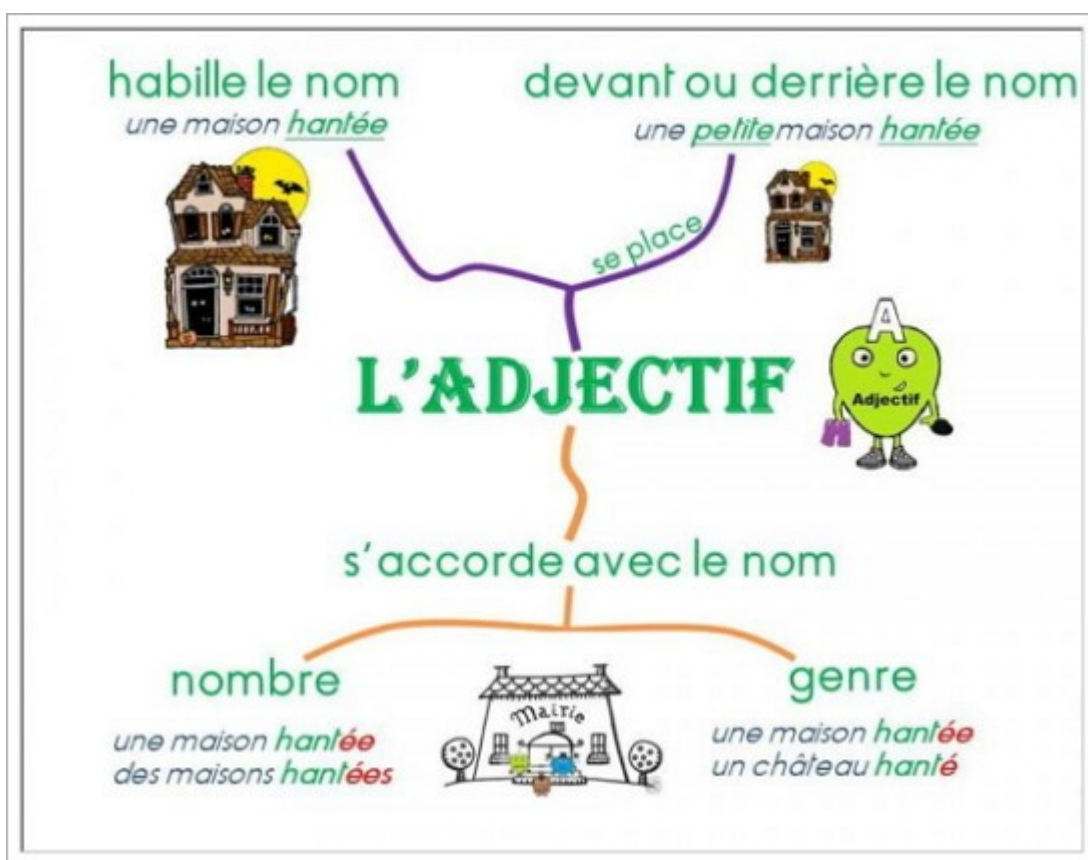 habille le nom
une maison hantée
devant ou derrière le nom
une petite maison hantée
se place
L'ADJECTIF
A
Adjectif
s'accorde avec le nom
nombre
une maison hantée
des maisons hantées
Mairie
genre
une maison hantée
un château hanté